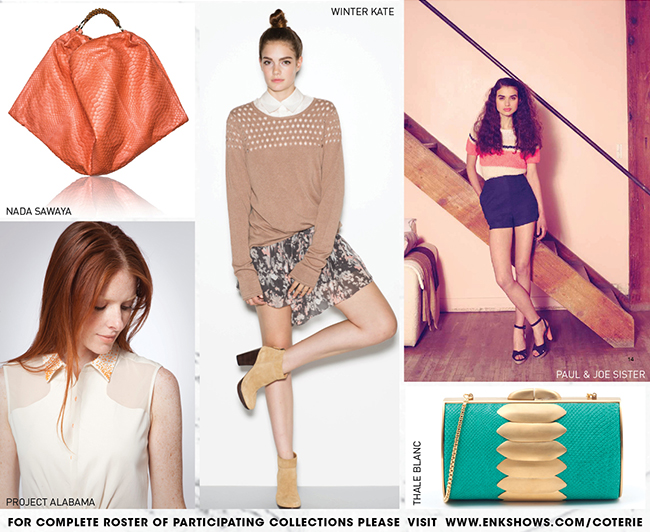 WINTER KATE
NADA SAWAYA
PROJECT ALABAMA
14
PAUL & JOE SISTER
THALE BLANC
FOR COMPLETE ROSTER OF PARTICIPATING COLLECTIONS PLEASE VISIT WWW.ENKSHOWS.COM/COTERIE